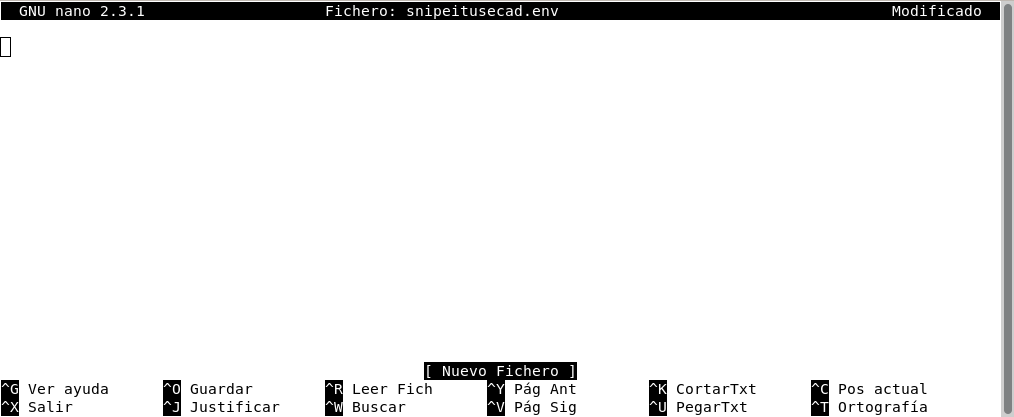 GNU nano 2.3.1 Fichero: snipeitusecad.env Modificado
[ Nuevo Fichero ]
^G Ver ayuda ^O Guardar ^R Leer Fich ^Y Pág Ant ^K CortarTxt ^C Pos actual
^X Salir ^J Justificar ^W Buscar ^V Pág Sig ^U PegarTxt ^T Ortografía